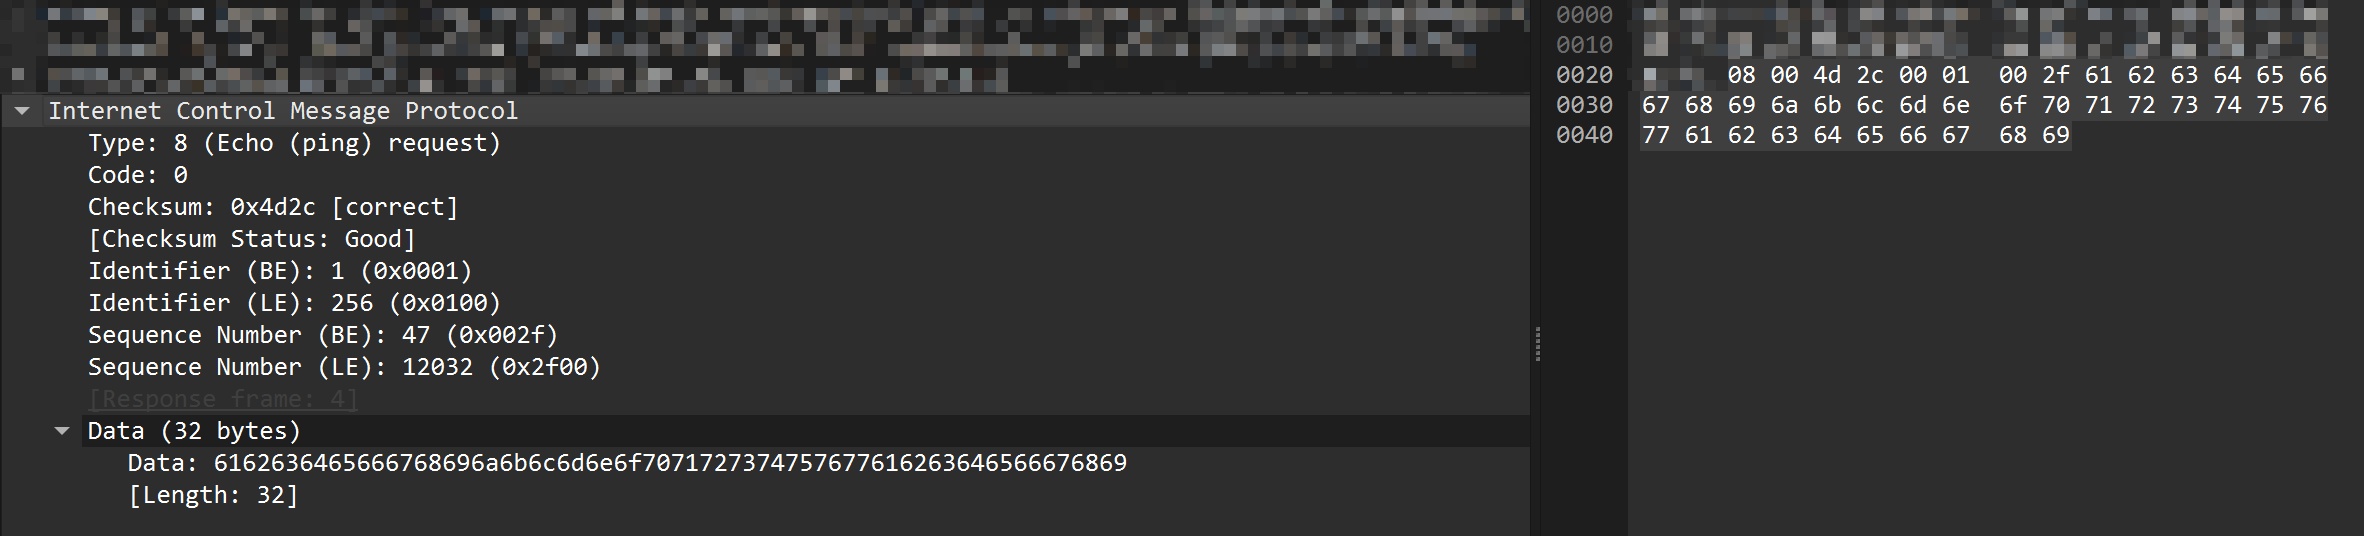 Internet Control Message Protocol
Type: 8 (Echo (ping) request)
Code: 0
Checksum: 0x4d2c [correct]
[Checksum Status: Good]
Identifier (BE): 1 (0x0001)
Identifier (LE): 256 (0x0100)
Sequence Number (BE): 47 (0x002f)
Sequence Number (LE): 12032 (0x2f00)
[Response frame: 4]
Data (32 bytes)
Data: 6162636465666768696a6b6c6d6e6f7071727374757677616263646566676869
[Length: 32]
0000
0010
0020 08 00 4d 2c 00 01 00 2f 61 62 63 64 65 66
0030 67 68 69 6a 6b 6c 6d 6e 6f 70 71 72 73 74 75 76
0040 77 61 62 63 64 65 66 67 68 69